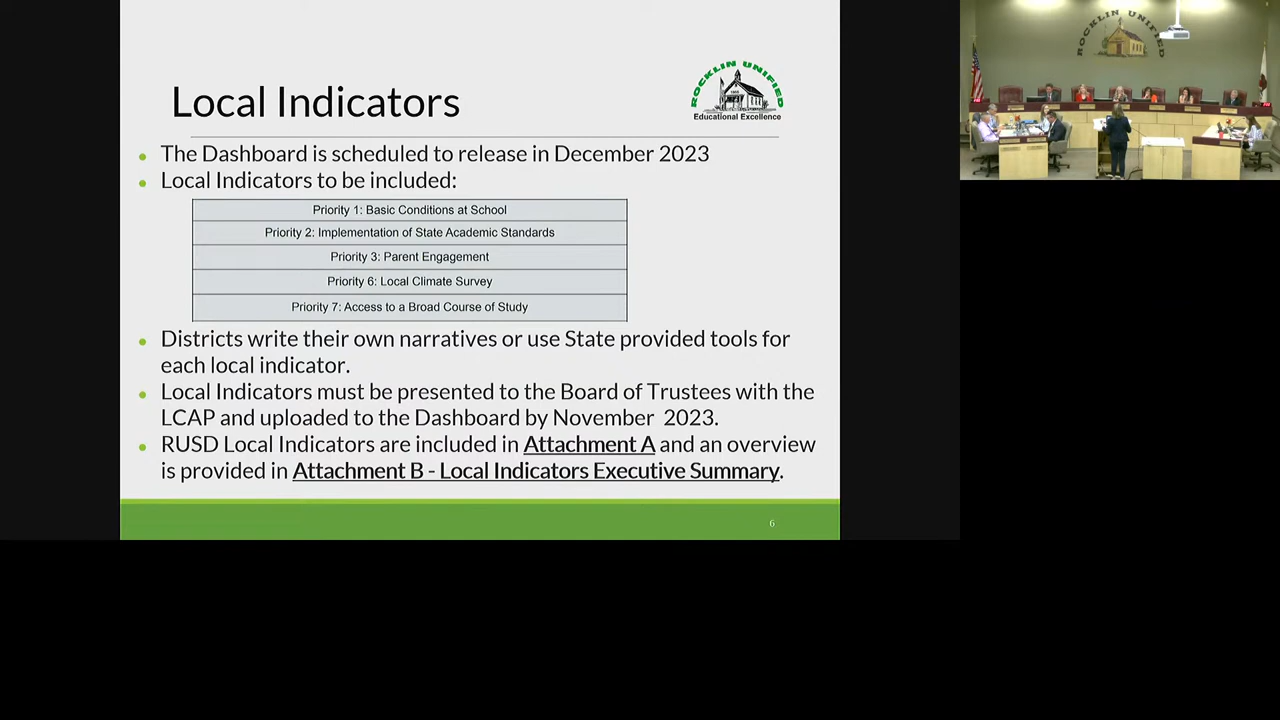 Local Indicators
ROCKLIN UNIFIED
Educational Excellence
The Dashboard is scheduled to release in December 2023
Local Indicators to be included:
Priority 1: Basic Conditions at School
Priority 2: Implementation of State Academic Standards
Priority 3: Parent Engagement
Priority 6: Local Climate Survey
Priority 7: Access to a Broad Course of Study
Districts write their own narratives or use State provided tools for
each local indicator.
Local Indicators must be presented to the Board of Trustees with the
LCAP and uploaded to the Dashboard by November 2023.
RUSD Local Indicators are included in Attachment A and an overview
is provided in Attachment B - Local Indicators Executive Summary.
6
ROCKLIN UNIFIED